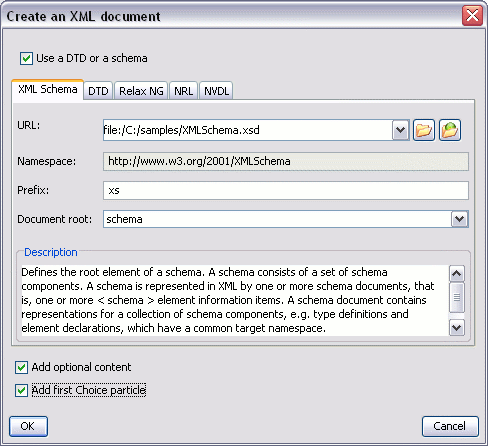 Create an XML document
Use a DTD or a schema
XML Schema DTD Relax NG NRL NVDL
URL: file:/C:/samples/XMLSchema.xsd
Namespace: http://www.w3.org/2001/XMLSchema
Prefix: xs
Document root: schema
Description
Defines the root element of a schema. A schema consists of a set of schema
components. A schema is represented in XML by one or more schema documents, that
is, one or more < schema > element information items. A schema document contains
representations for a collection of schema components, e.g. type definitions and
element declarations, which have a common target namespace.
Add optional content
Add first Choice particle
OK Cancel